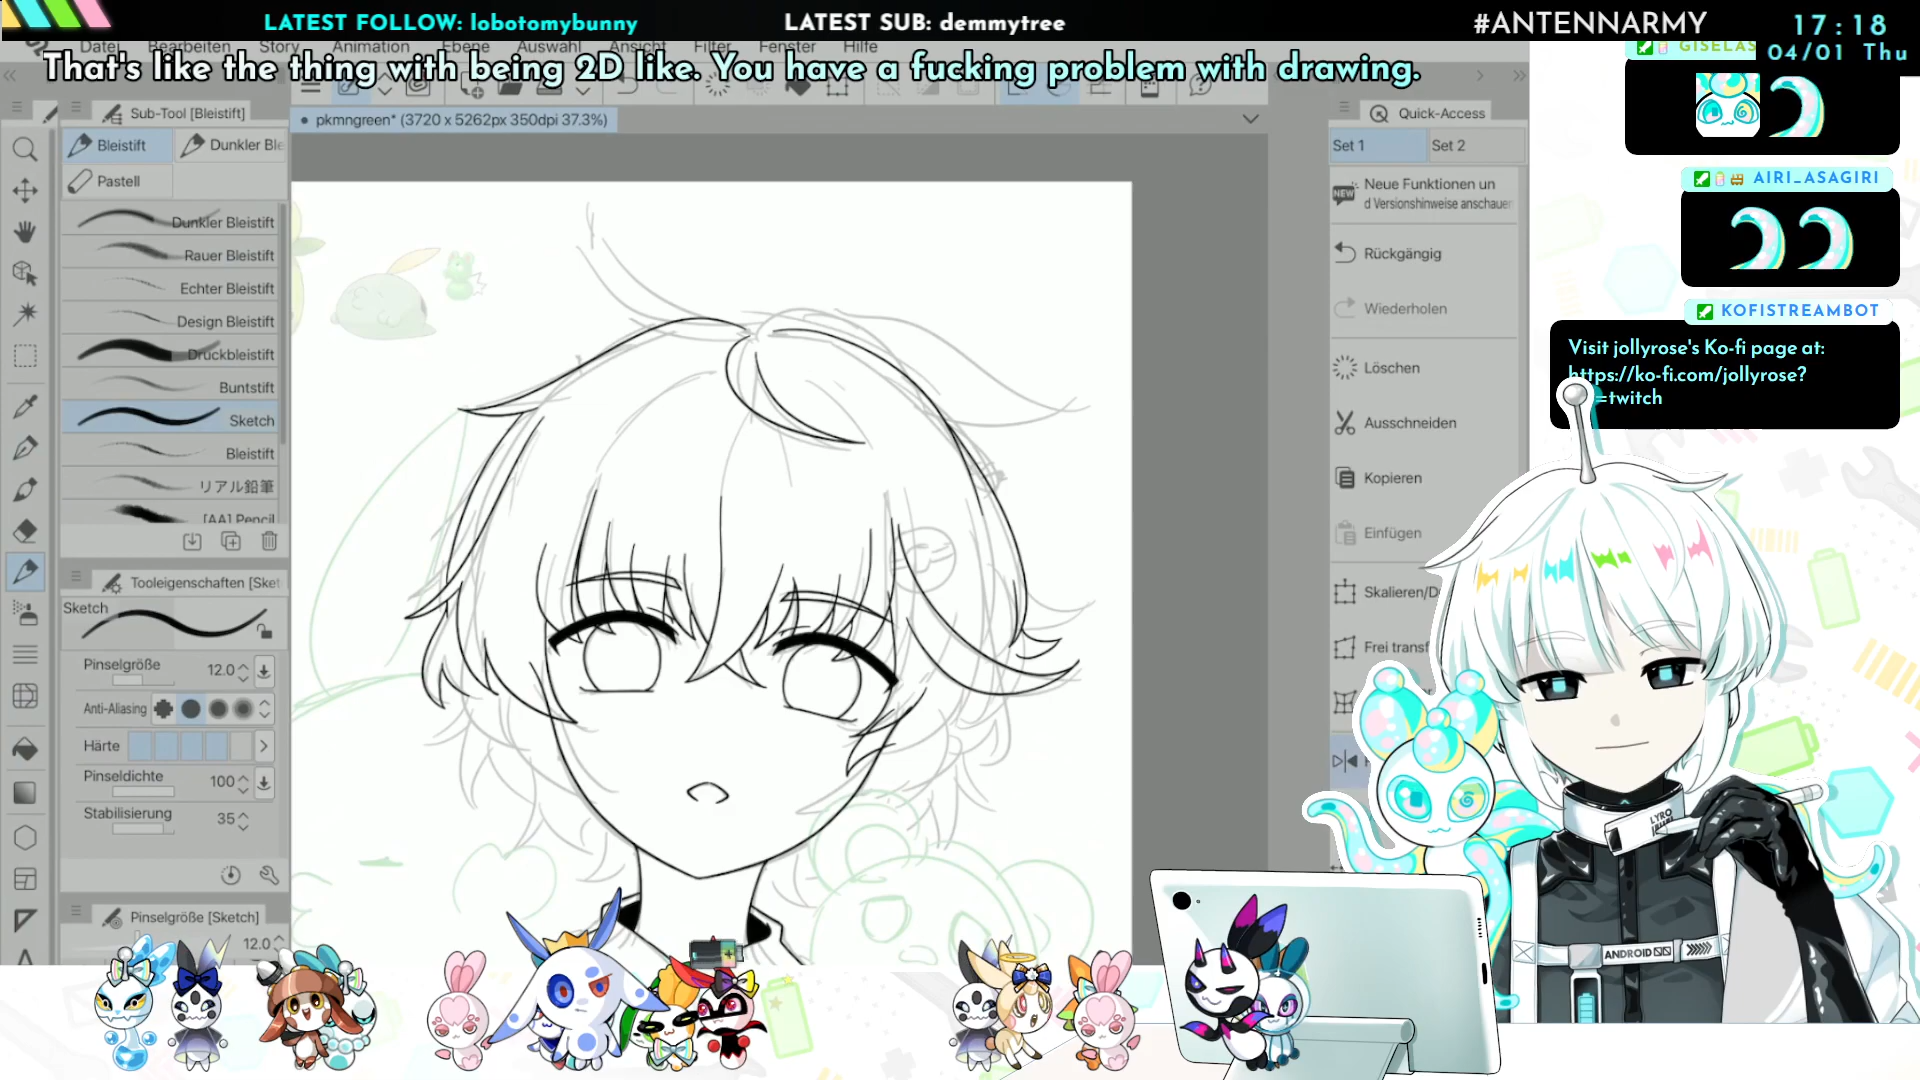 LATEST FOLLOW: lobotomybunny
LATEST SUB: demmytree
#ANTENNARMY
17:18
04/01 Thu
Datei Bearbeiten Story Animation Ebene Auswahl Ansicht Filter Fenster Hilfe
That's like the thing with being 2D like. You have a fucking problem with drawing.
Sub-Tool [Bleistift]
pkmngreen* (3720 x 5262px 350dpi 37.3%)
Quick-Access
Bleistift
Dunkler Ble
Pastell
Dunkler Bleistift
Rauer Bleistift
Echter Bleistift
Design Bleistift
Druckbleistift
Buntstift
Sketch
Bleistift
リアル鉛筆
[AA] Pencil
Tooleigenschaften [Sket
Sketch
Pinselgröße 12.0
Anti-Aliasing
Härte
Pinseldichte 100
Stabilisierung 35
Pinselgröße [Sketch]
12.0
Set 1
Set 2
NEW
Neue Funktionen un
d Versionshinweise anschauen
Rückgängig
Wiederholen
Löschen
Ausschneiden
Kopieren
Einfügen
Skalieren/D
Frei transf
GISELAS
AIRI_ASAGIRI
KOFISTREAMBOT
Visit jollyrose's Ko-fi page at:
https://ko-fi.com/jollyrose?
=twitch
LYRO
ANDROID